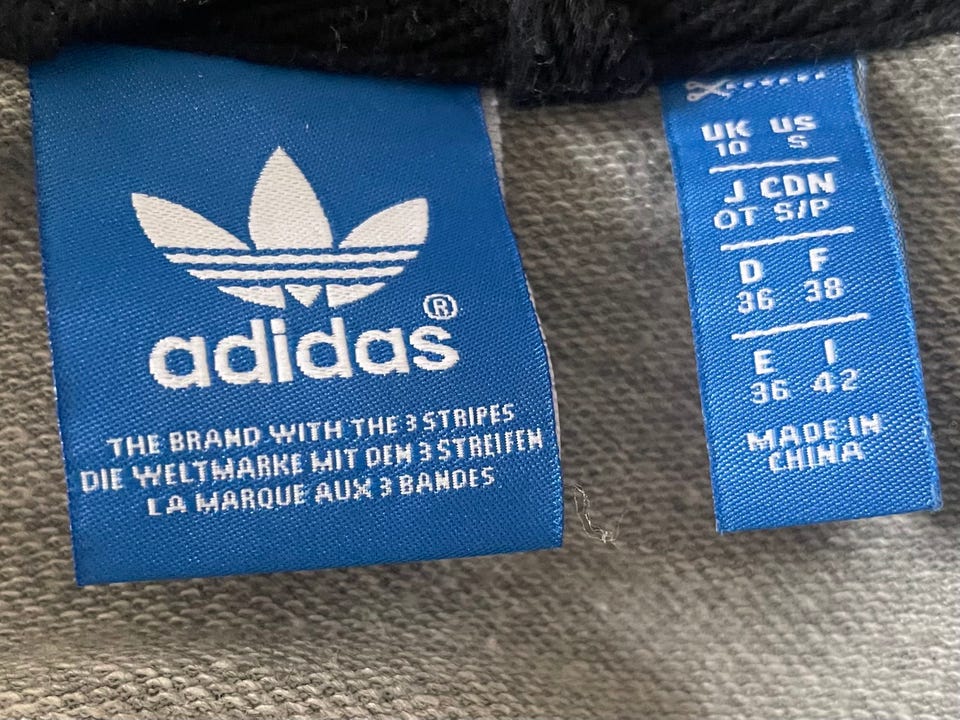 adidas®
THE BRAND WITH THE 3 STRIPES
DIE WELTMARKE MIT DEN 3 STREIFEN
LA MARQUE AUX 3 BANDES
UK US
10 S
J CDN
OT S/P
D F
36 38
E I
36 42
MADE IN
CHINA